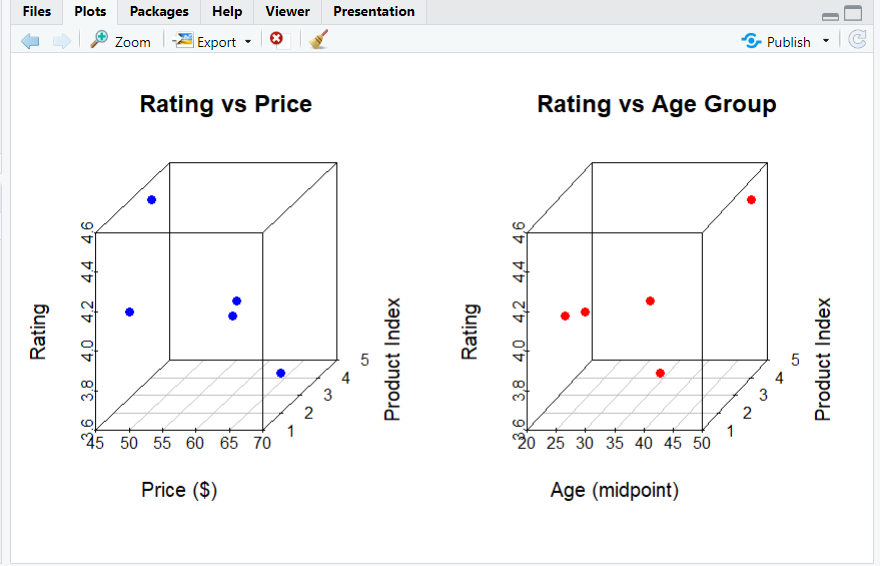 Files Plots Packages Help Viewer Presentation
Zoom Export Publish
Rating vs Price
Rating vs Age Group
Rating
3.6 3.8 4.0 4.2 4.4 4.6
45 50 55 60 65 70
Price ($)
1 2 3 4 5
Product Index
Rating
3.6 3.8 4.0 4.2 4.4 4.6
20 25 30 35 40 45 50
Age (midpoint)
1 2 3 4 5
Product Index